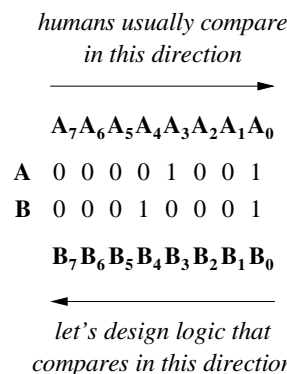 humans usually compare
in this direction
A₇A₆A₅A₄A₃A₂A₁A₀
A 0 0 0 0 1 0 0 1
B 0 0 0 1 0 0 0 1
B₇B₆B₅B₄B₃B₂B₁B₀
let's design logic that
compares in this direction